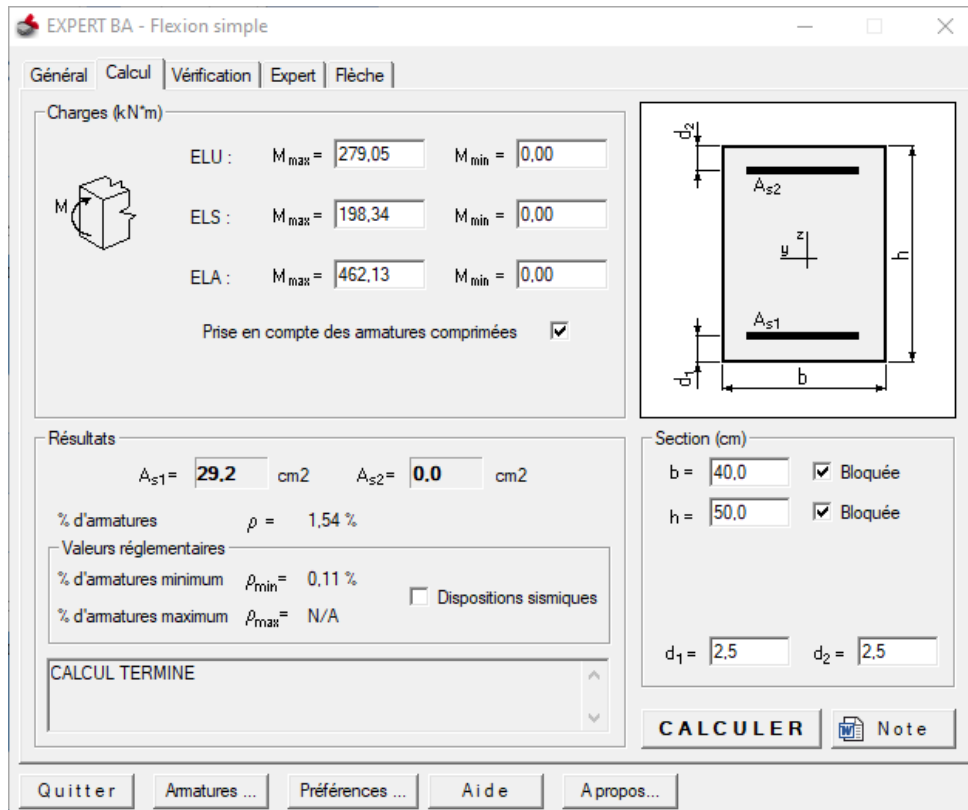 EXPERT BA - Flexion simple
Général Calcul Vérification Expert Flèche
Charges (kN*m)
ELU : M max = 279,05 M min = 0,00
ELS : M max = 198,34 M min = 0,00
ELA : M max = 462,13 M min = 0,00
M
Prise en compte des armatures comprimées
d2
As2
z
y
h
As1
d1
b
Résultats
As1= 29.2 cm2 As2= 0.0 cm2
% d'armatures ρ = 1,54 %
Valeurs réglementaires
% d'armatures minimum ρmin= 0,11 %
% d'armatures maximum ρmax= N/A
Dispositions sismiques
CALCUL TERMINE
Section (cm)
b = 40,0 Bloquée
h = 50,0 Bloquée
d1 = 2,5 d2 = 2,5
CALCULER Note
Quitter Armatures ... Préférences ... Aide A propos...